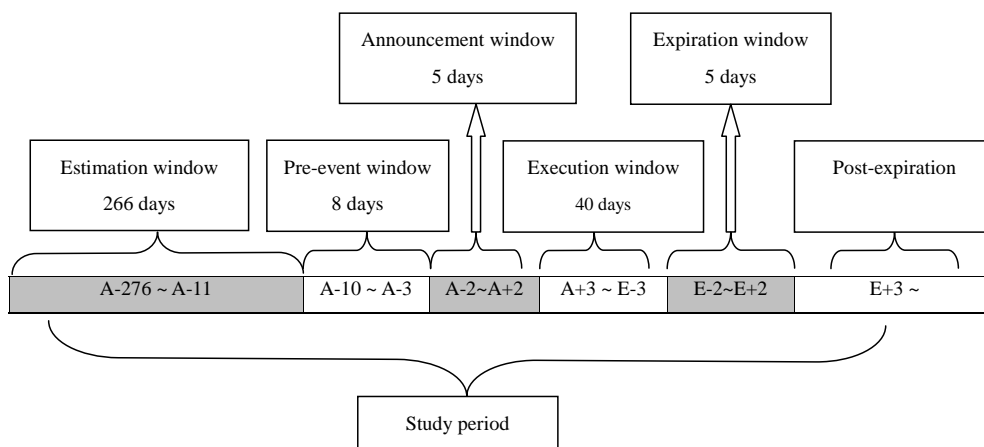 Announcement window
5 days
Expiration window
5 days
Estimation window
266 days
Pre-event window
8 days
Execution window
40 days
Post-expiration
A-276 ~ A-11
A-10 ~ A-3
A-2~A+2
A+3 ~ E-3
E-2~E+2
E+3 ~
Study period